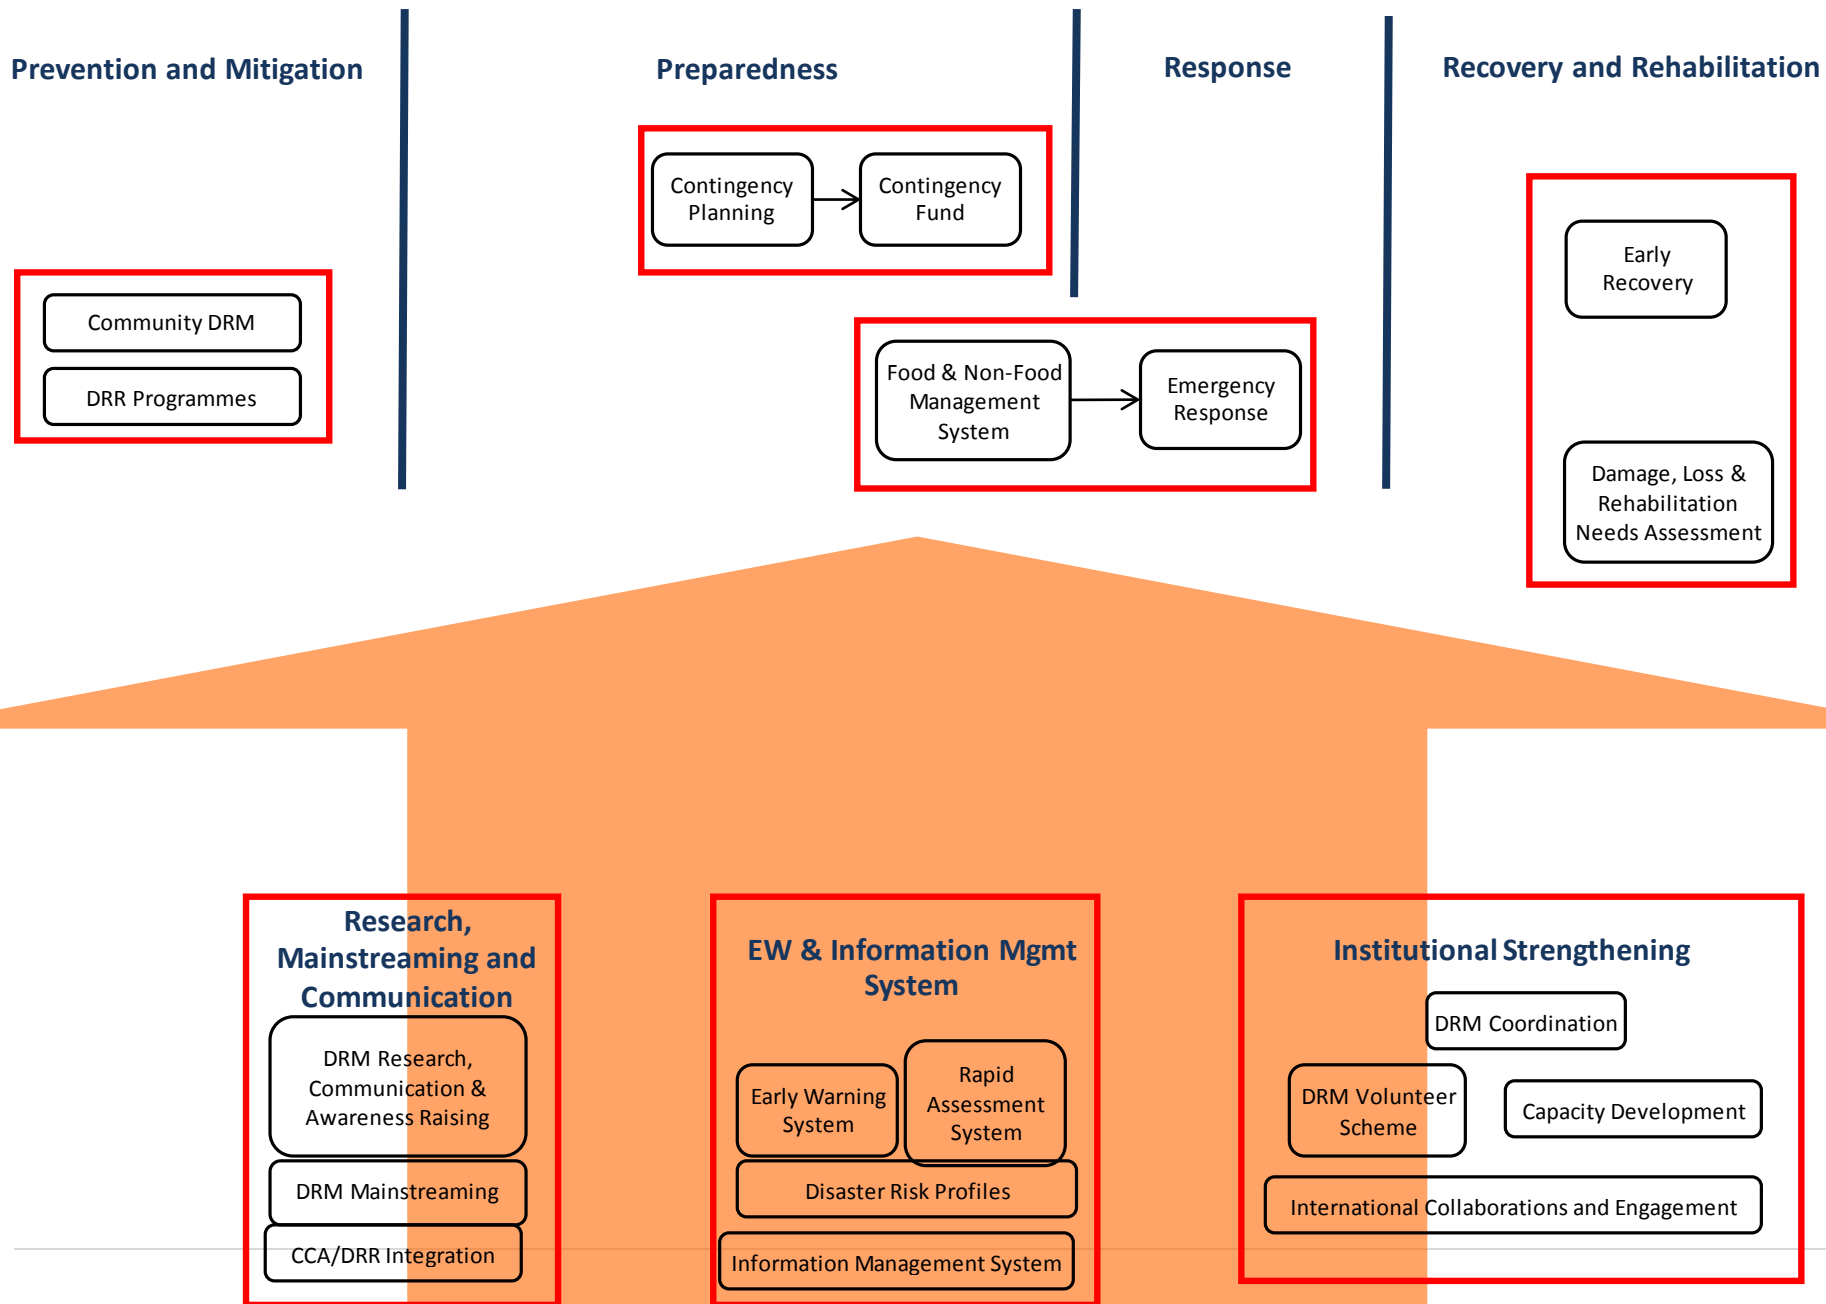 Prevention and Mitigation
Preparedness
Response
Recovery and Rehabilitation
Contingency
Planning
Contingency
Fund
Early
Recovery
Community DRM
DRR Programmes
Food & Non-Food
Management
System
Emergency
Response
Damage, Loss &
Rehabilitation
Needs Assessment
Research,
Mainstreaming and
Communication
DRM Research,
Communication &
Awareness Raising
DRM Mainstreaming
CCA/DRR Integration
EW & Information Mgmt
System
Early Warning
System
Rapid
Assessment
System
Disaster Risk Profiles
Information Management System
Institutional Strengthening
DRM Coordination
DRM Volunteer
Scheme
Capacity Development
International Collaborations and Engagement